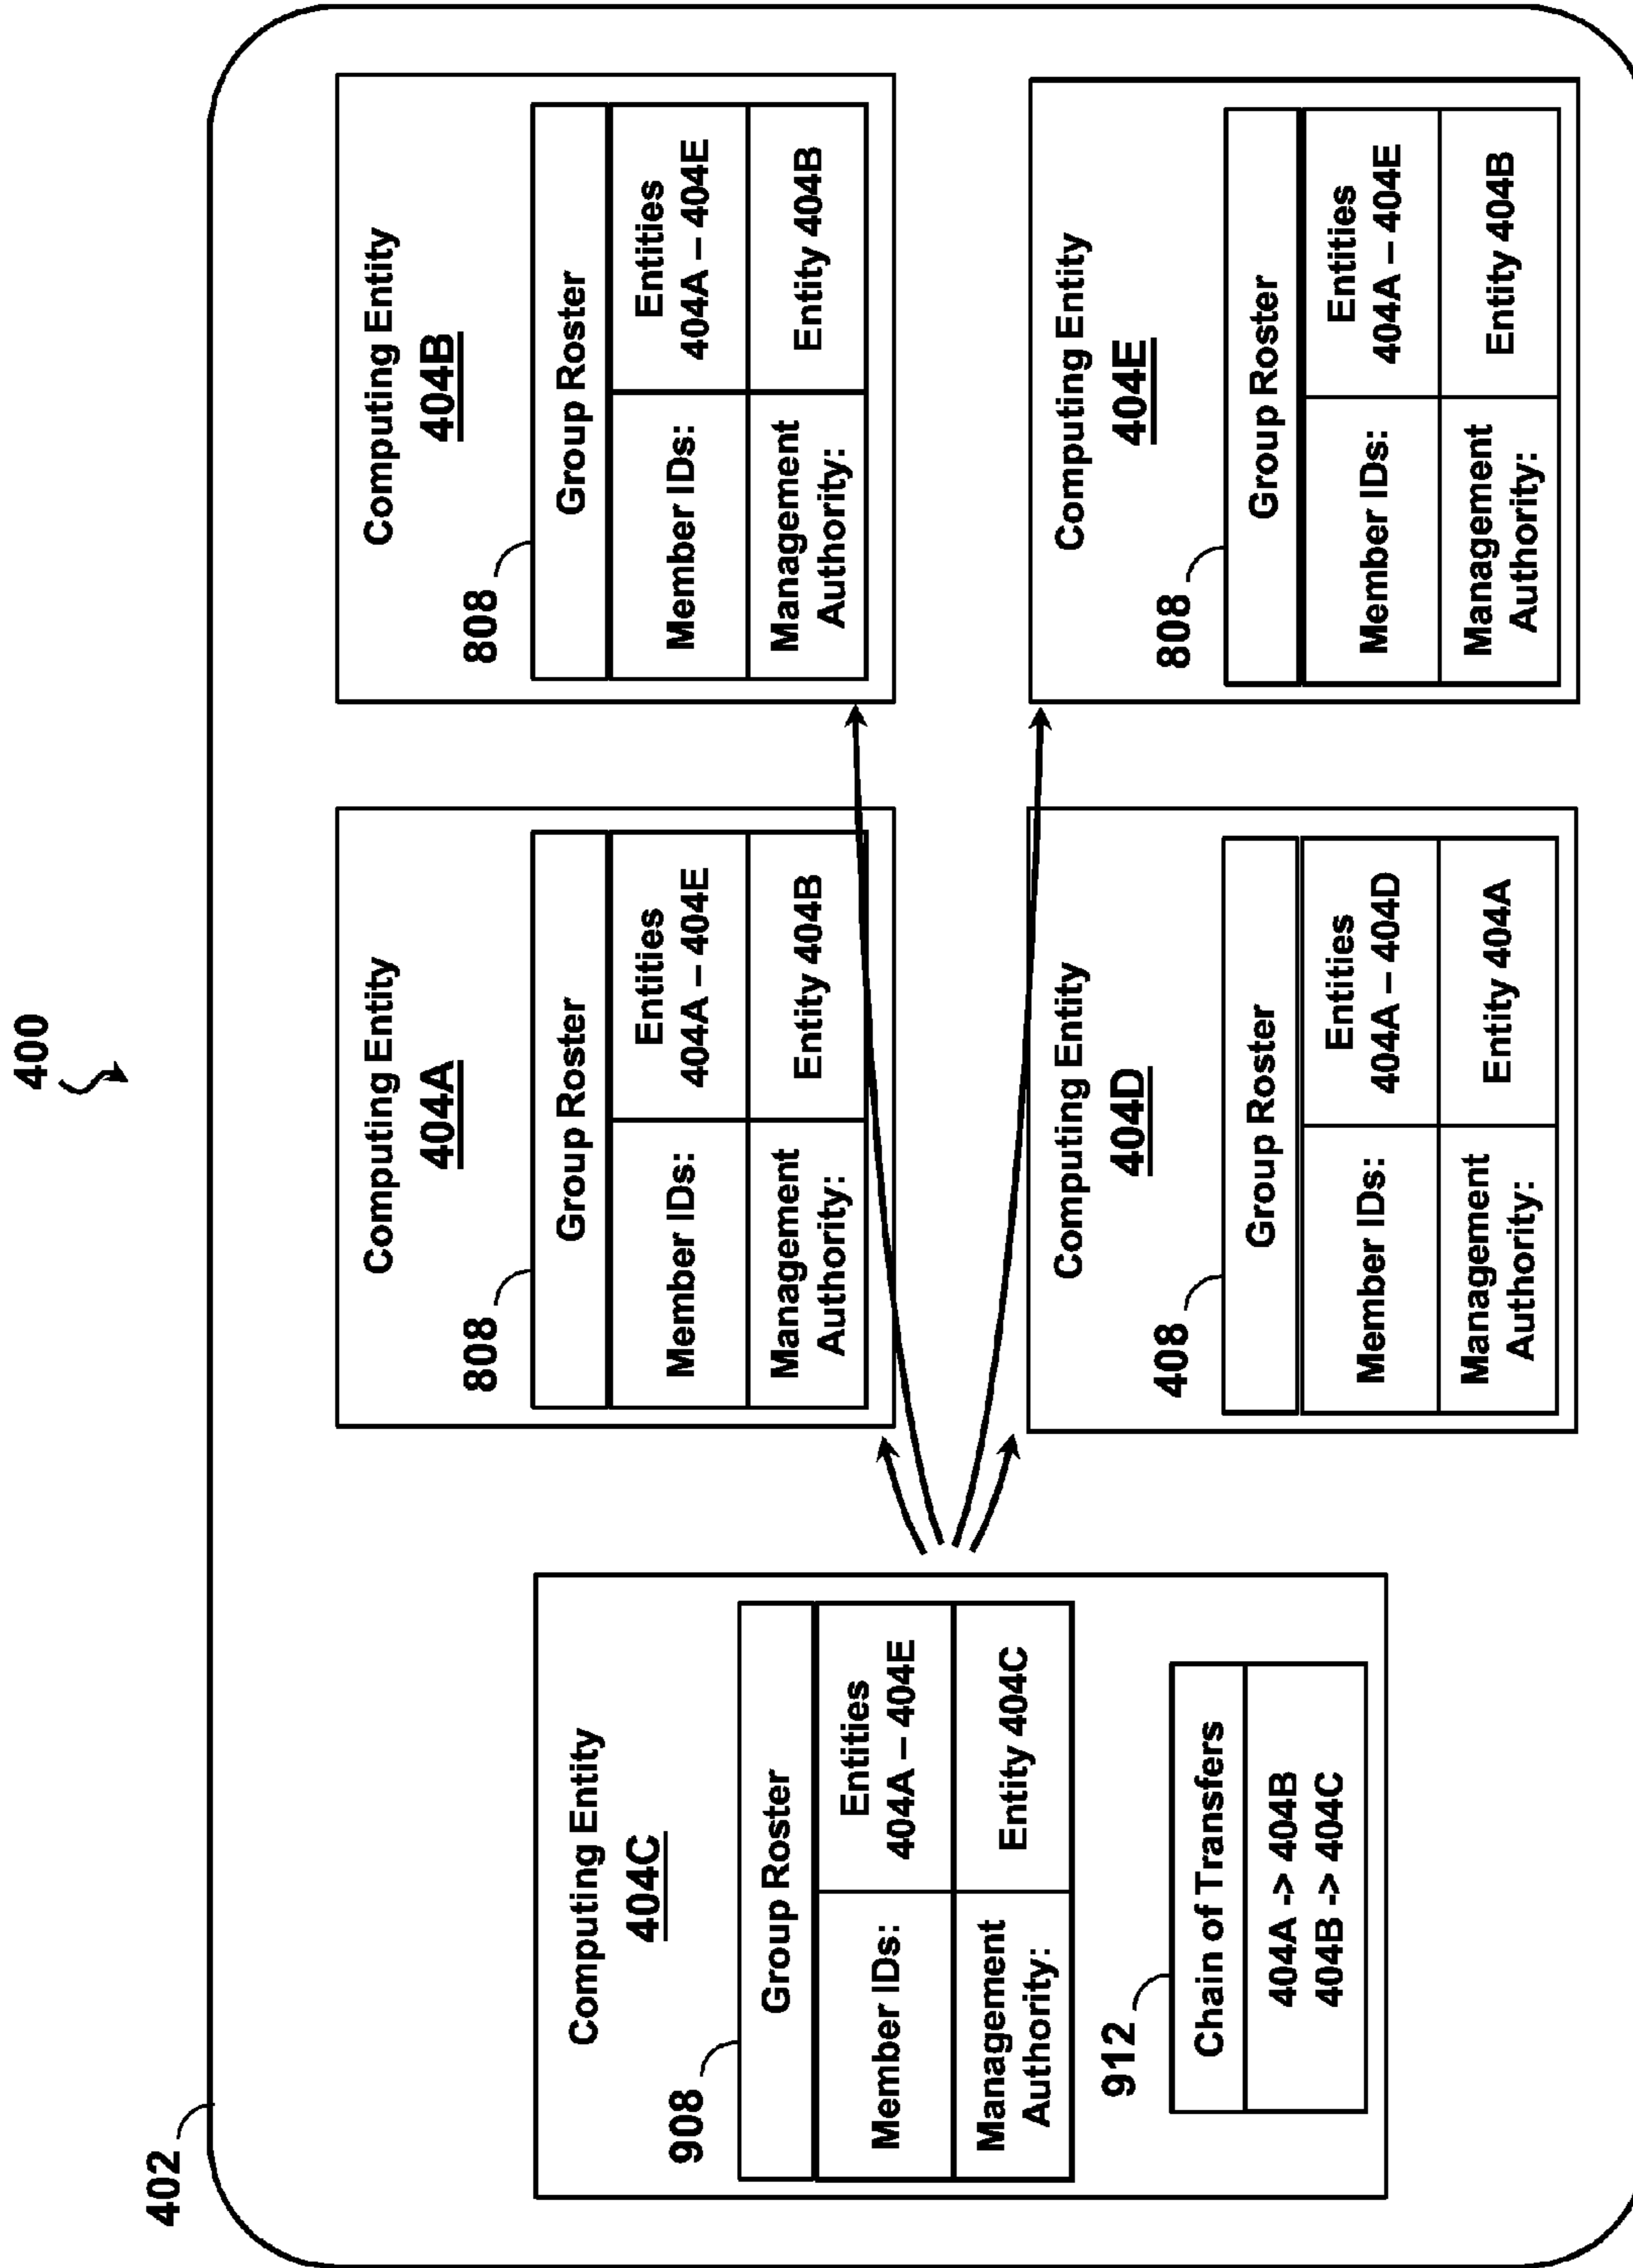 400
402
Computing Entity
404C
908
Group Roster
Member IDs:
Entities
404A – 404E
Management
Authority:
Entity 404C
912
Chain of Transfers
404A -> 404B
404B -> 404C
Computing Entity
404A
808
Group Roster
Member IDs:
Entities
404A – 404E
Management
Authority:
Entity 404B
Computing Entity
404B
808
Group Roster
Member IDs:
Entities
404A – 404E
Management
Authority:
Entity 404B
Computing Entity
404D
408
Group Roster
Member IDs:
Entities
404A – 404D
Management
Authority:
Entity 404A
Computing Entity
404E
808
Group Roster
Member IDs:
Entities
404A – 404E
Management
Authority:
Entity 404B